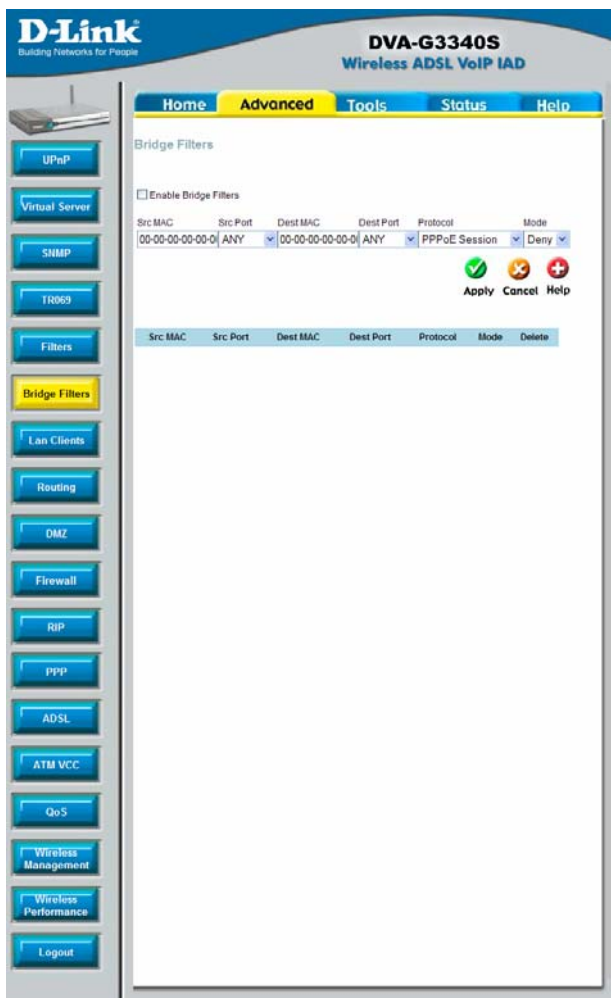 D-Link
Building Networks for People
DVA-G3340S
Wireless ADSL VoIP IAD
Home Advanced Tools Status Help
UPnP
Virtual Server
SNMP
TR069
Filters
Bridge Filters
Lan Clients
Routing
DMZ
Firewall
RIP
PPP
ADSL
ATM VCC
QoS
Wireless
Management
Wireless
Performance
Logout
Bridge Filters
Enable Bridge Filters
Src MAC Src Port Dest MAC Dest Port Protocol Mode
00-00-00-00-00-0 ANY 00-00-00-00-00-0 ANY PPPoE Session Deny
Apply Cancel Help
Src MAC Src Port Dest MAC Dest Port Protocol Mode Delete